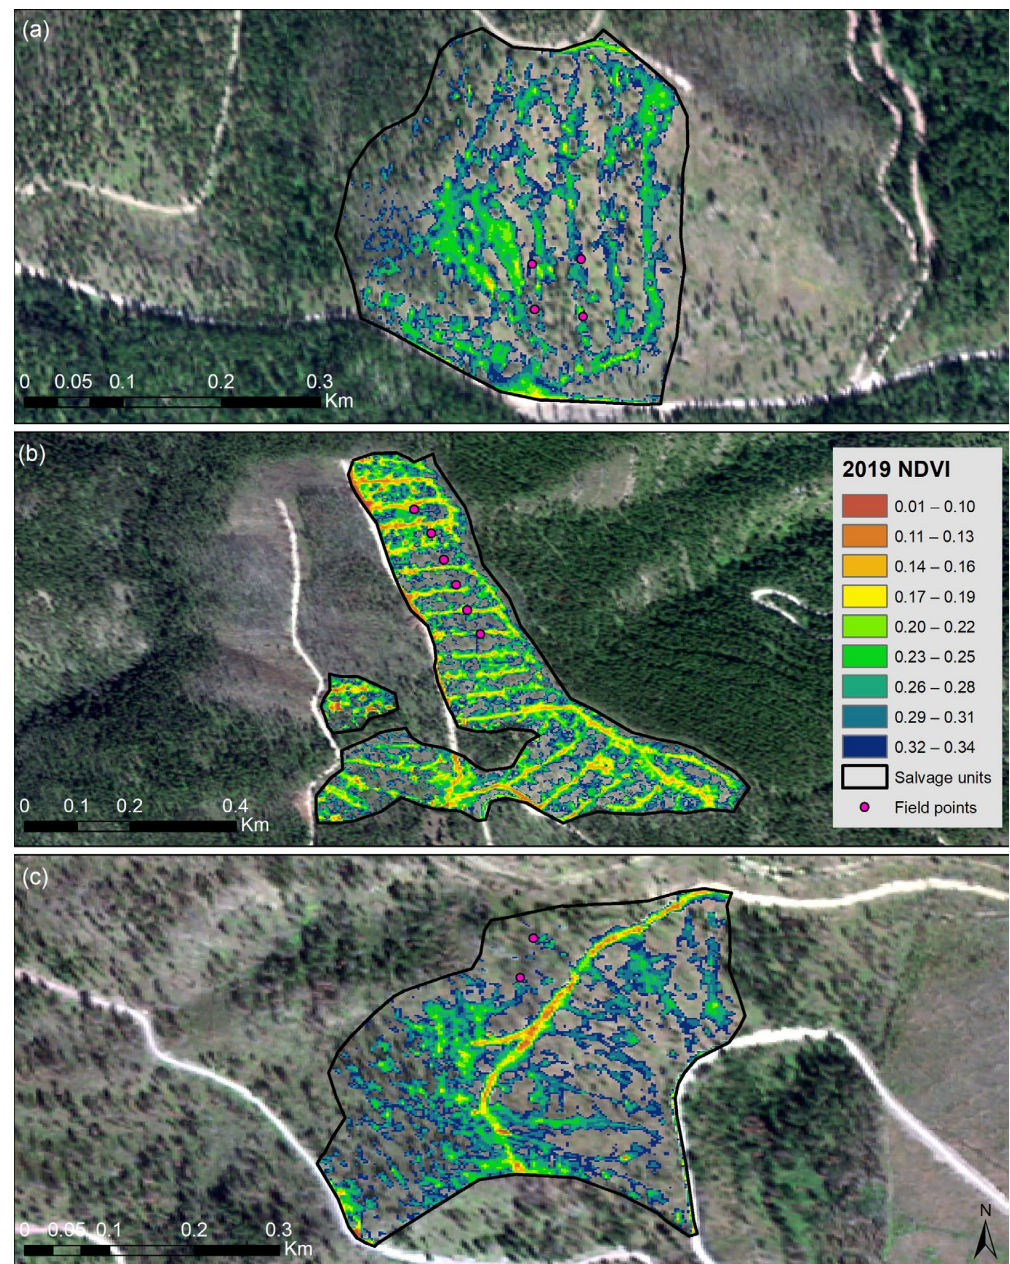 (a)
0 0.05 0.1 0.2 0.3
Km
(b)
2019 NDVI
0.01 – 0.10
0.11 – 0.13
0.14 – 0.16
0.17 – 0.19
0.20 – 0.22
0.23 – 0.25
0.26 – 0.28
0.29 – 0.31
0.32 – 0.34
Salvage units
Field points
0 0.1 0.2 0.4
Km
(c)
N
0 0.05 0.1 0.2 0.3
Km